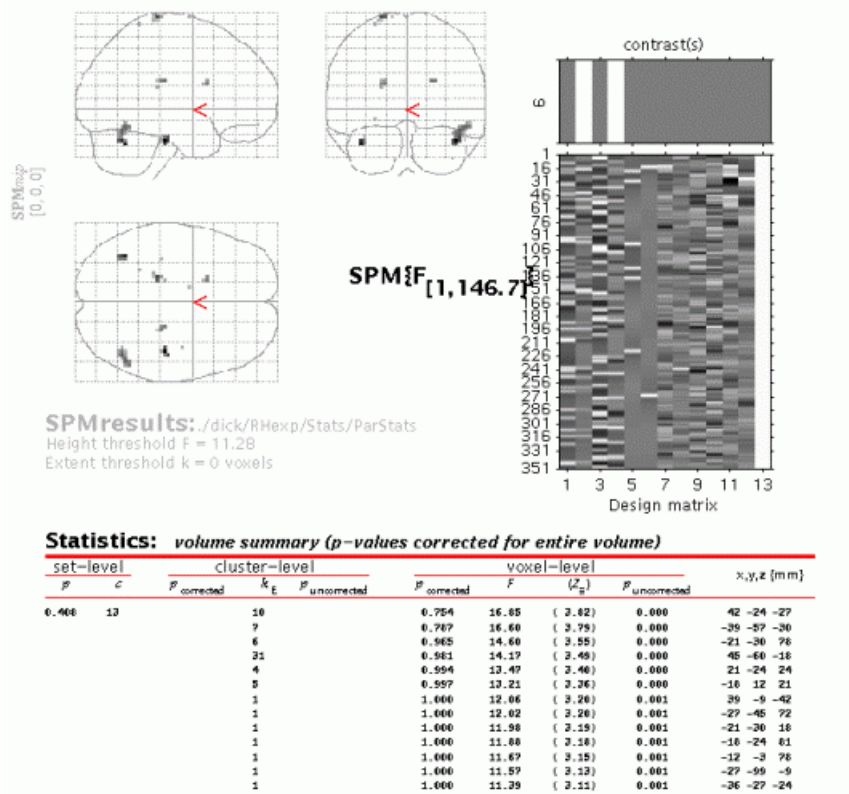 contrast(s)
6
SPMmip
[0, 0, 0]
<
<
<
SPM{F[1,146.7]}
1
16
31
46
61
76
91
106
121
136
151
166
181
196
211
226
241
256
271
286
301
316
331
351
1 3 5 7 9 11 13
Design matrix
SPMresults: ./dick/RHexp/Stats/ParStats
Height threshold F = 11.28
Extent threshold k = 0 voxels
Statistics: volume summary (p-values corrected for entire volume)
set-level cluster-level voxel-level x,y,z {mm}
p c p corrected k E p uncorrected p corrected F (Z≡) p uncorrected
0.408 13 10 0.754 16.85 ( 3.82) 0.000 42 -24 -27
7 0.787 16.60 ( 3.79) 0.000 -39 -57 -30
6 0.965 14.60 ( 3.55) 0.000 -21 -30 78
31 0.981 14.17 ( 3.49) 0.000 45 -60 -18
4 0.994 13.47 ( 3.40) 0.000 21 -24 24
5 0.997 13.21 ( 3.36) 0.000 -18 12 21
1 1.000 12.06 ( 3.20) 0.001 39 -9 -42
1 1.000 12.02 ( 3.20) 0.001 -27 -45 72
1 1.000 11.98 ( 3.19) 0.001 -21 -30 18
1 1.000 11.88 ( 3.18) 0.001 -18 -24 81
1 1.000 11.67 ( 3.15) 0.001 -12 -3 78
1 1.000 11.57 ( 3.13) 0.001 -27 -99 -9
1 1.000 11.39 ( 3.11) 0.001 -36 -27 -24